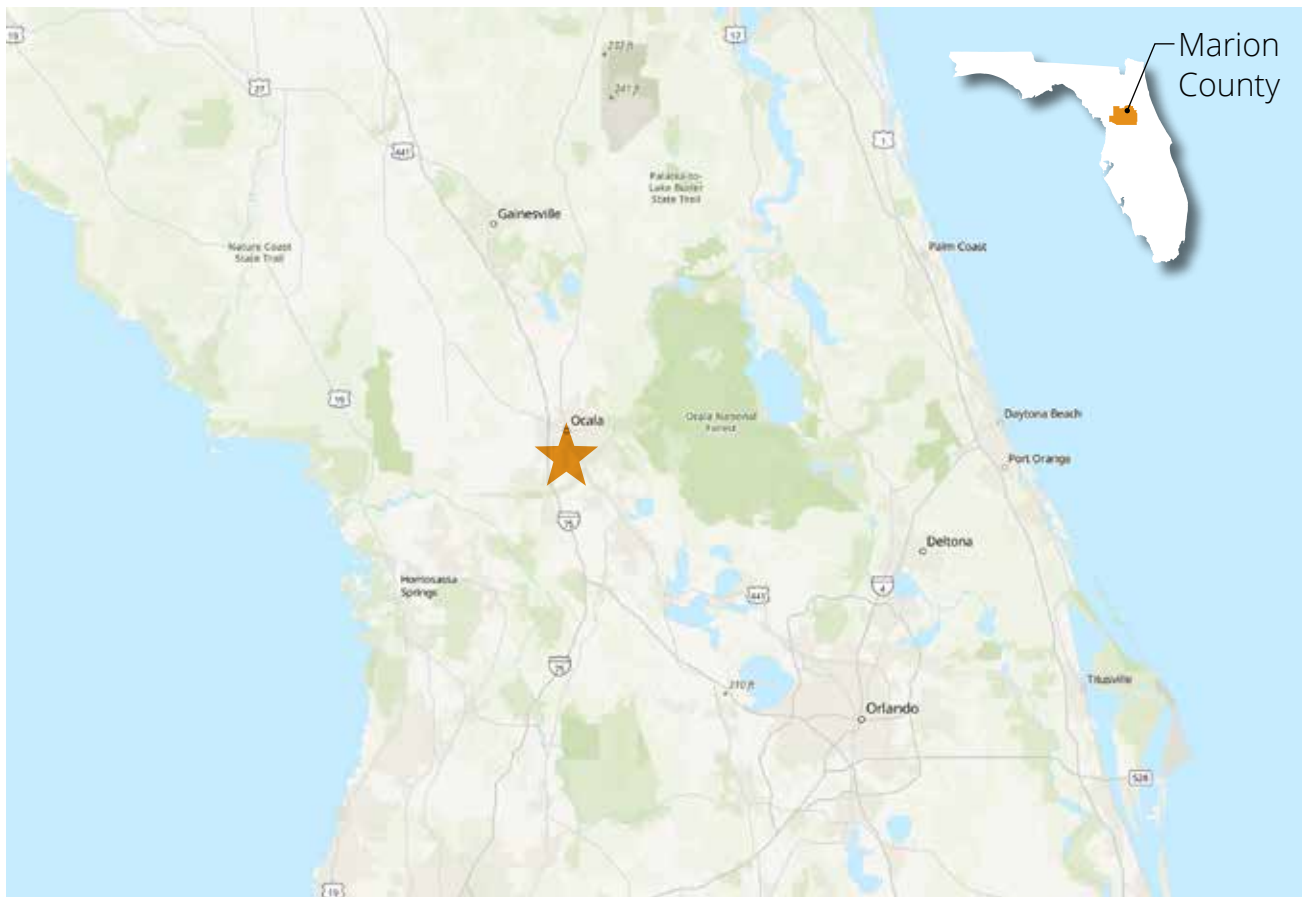 19
27
232 ft
241 ft
17
441
1
Marion
County
Palatka-to-
Lake Butler
State Trail
Gainesville
Nature Coast
State Trail
Palm Coast
19
Ocala
Ocala National
Forest
Daytona Beach
Port Orange
75
Deltona
Homosassa
Springs
441
4
75
310 ft
Titusville
Orlando
528
19